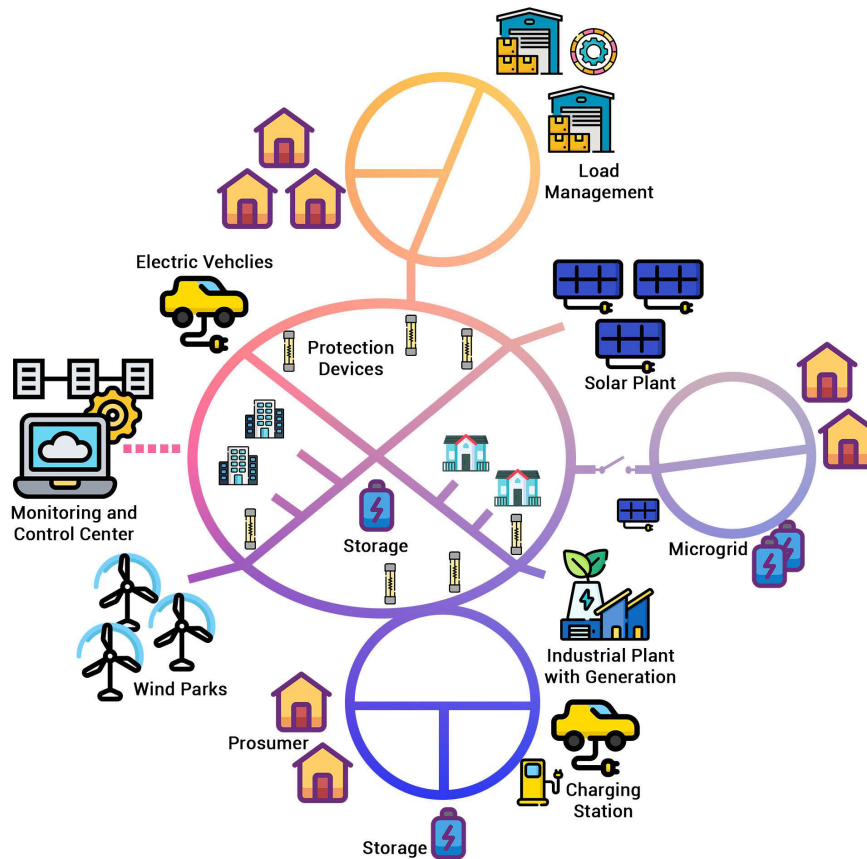 Load
Management
Electric Vehclies
Protection
Devices
Solar Plant
Monitoring and
Control Center
Storage
Microgrid
Wind Parks
Industrial Plant
with Generation
Prosumer
Charging
Station
Storage